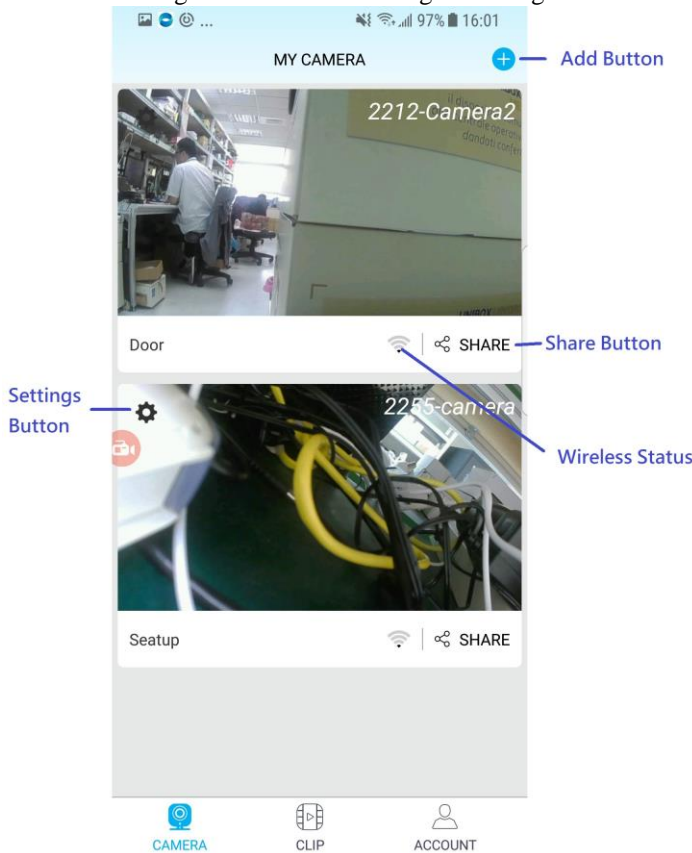 ... 97% 16:01
MY CAMERA
Add Button
2212-Camera2
dandoti
Door
SHARE
Share Button
Settings
Button
2255-camera
Wireless Status
Seatup
SHARE
CAMERA
CLIP
ACCOUNT